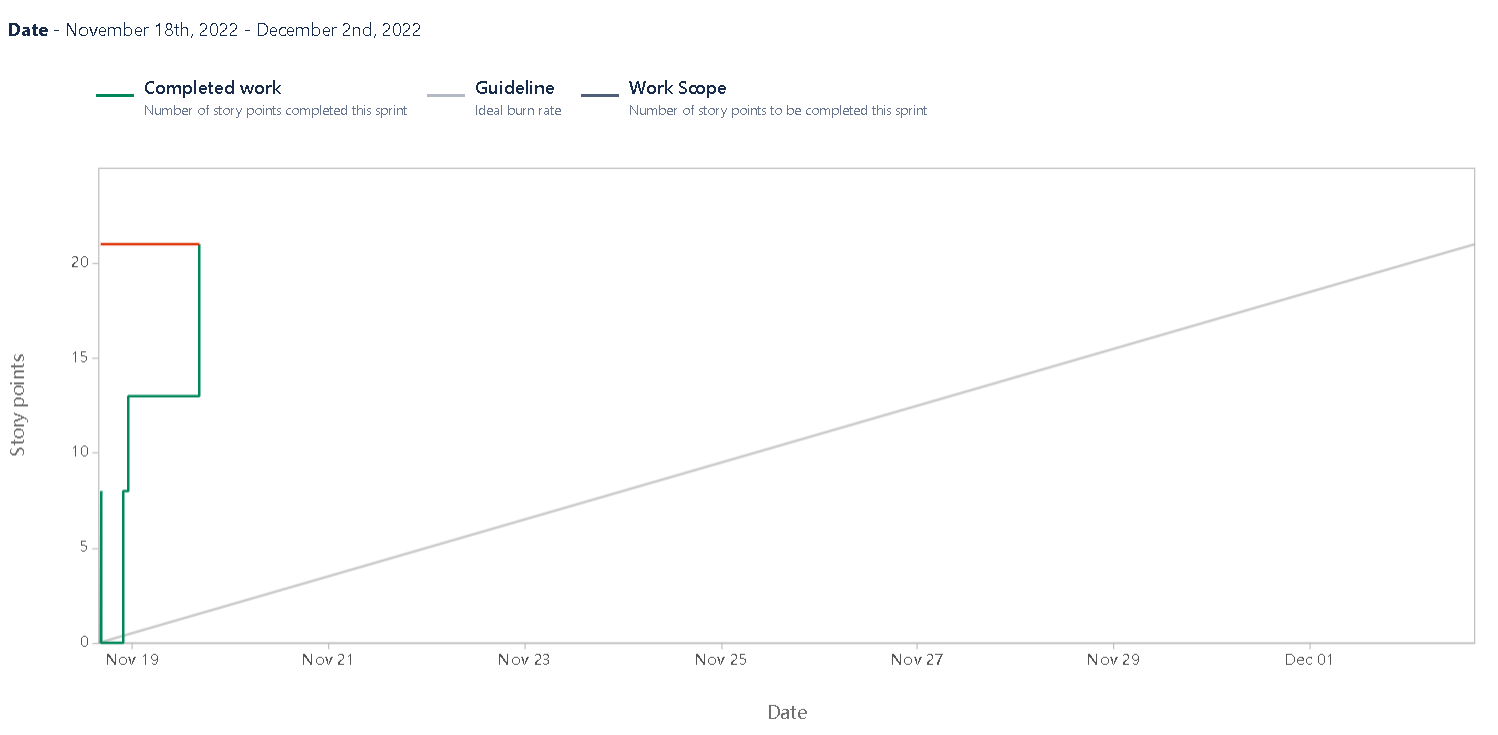 Date - November 18th, 2022 - December 2nd, 2022
Completed work
Number of story points completed this sprint
Guideline
Ideal burn rate
Work Scope
Number of story points to be completed this sprint
Story points
20
15
10
5
0
Nov 19 Nov 21 Nov 23 Nov 25 Nov 27 Nov 29 Dec 01
Date